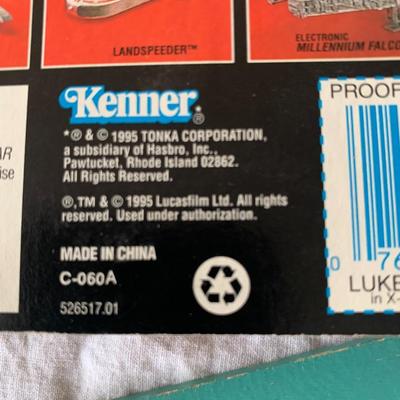 LANDSPEEDER™
ELECTRONIC
MILLENNIUM FALCO
Kenner®
*® & © 1995 TONKA CORPORATION,
a subsidiary of Hasbro, Inc.,
Pawtucket, Rhode Island 02862.
All Rights Reserved.
®,TM & © 1995 Lucasfilm Ltd. All rights
reserved. Used under authorization.
MADE IN CHINA
C-060A
526517.01
AR
ise
PROOF
0 76
LUKE
in X-